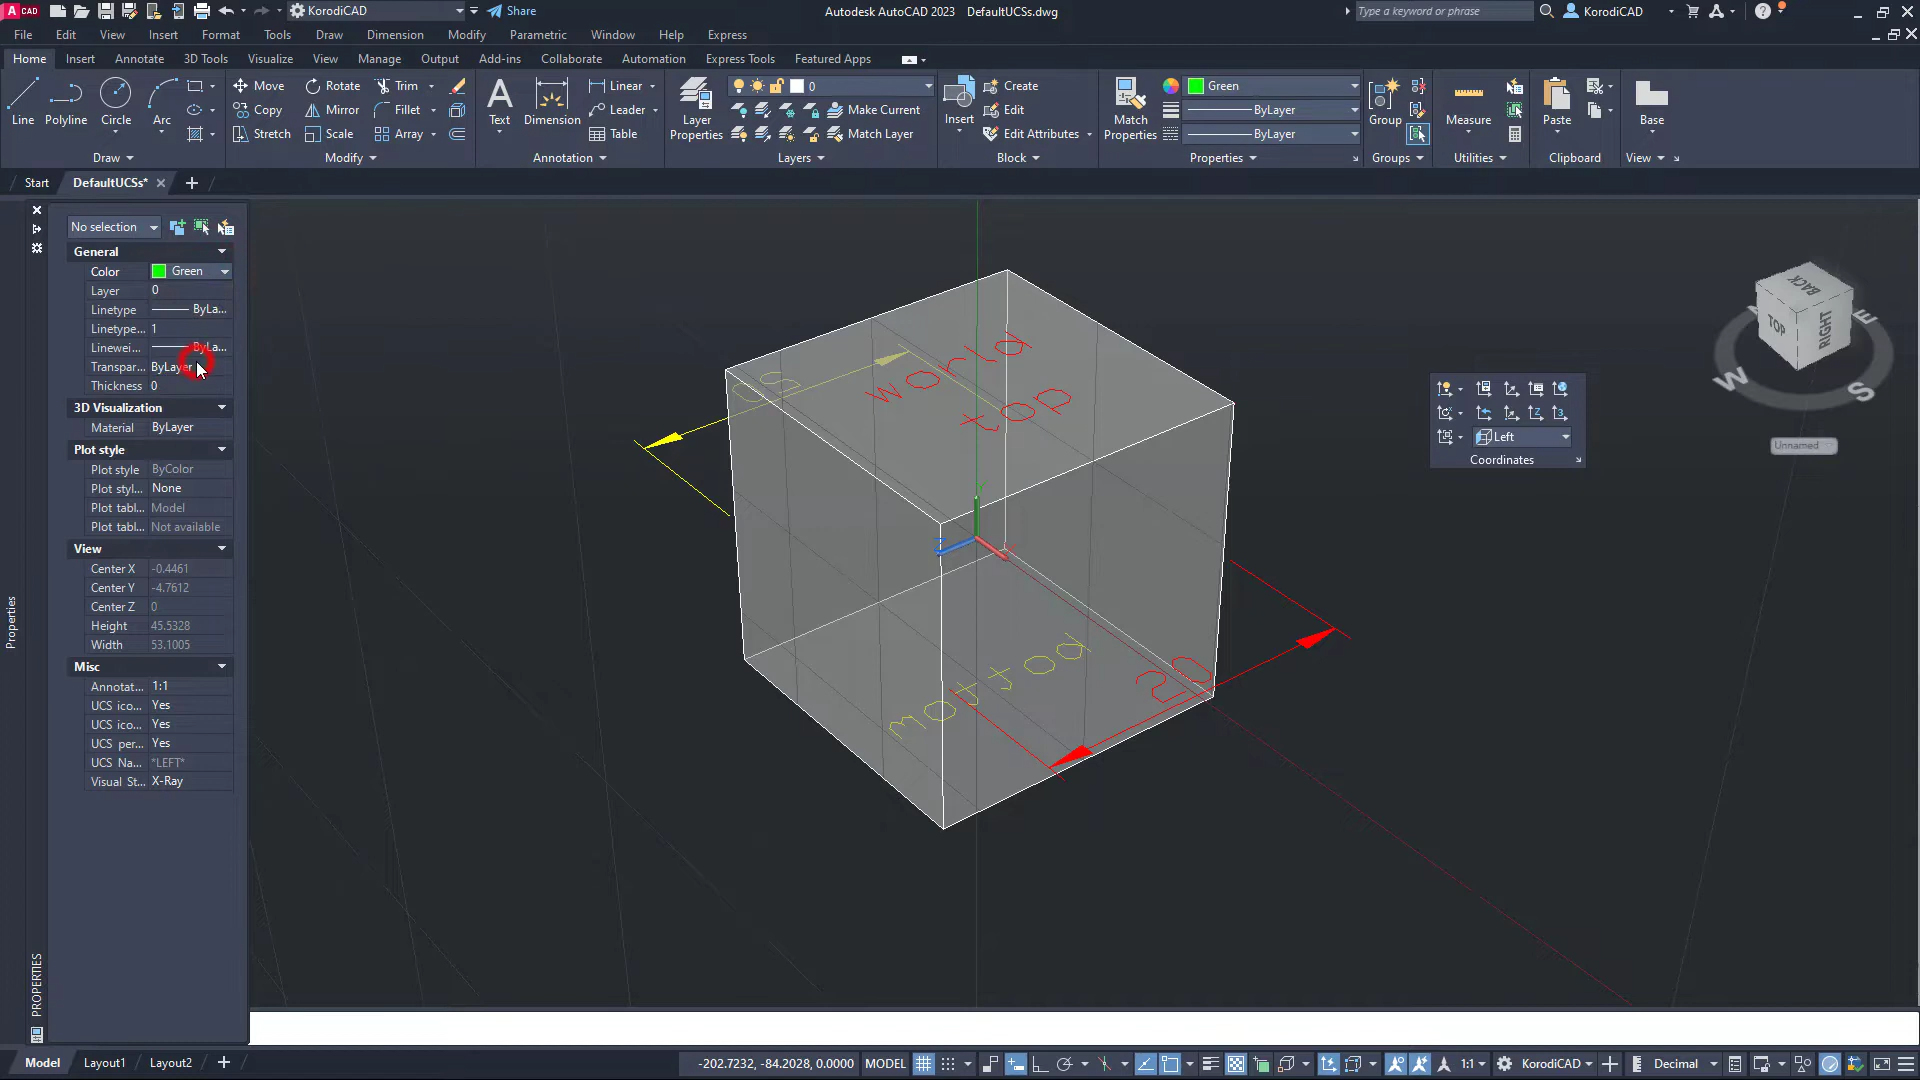 CAD
KorodiCAD
Share
Autodesk AutoCAD 2023 DefaultUCSs.dwg
Type a keyword or phrase
KorodiCAD
File Edit View Insert Format Tools Draw Dimension Modify Parametric Window Help Express
Home Insert Annotate 3D Tools Visualize View Manage Output Add-ins Collaborate Automation Express Tools Featured Apps
Line Polyline Circle Arc
Move Rotate Trim
Copy Mirror Fillet
Stretch Scale Array
Text Dimension
Linear
Leader
Table
Layer Properties
0
Make Current
Match Layer
Insert
Create
Edit
Edit Attributes
Match Properties
Green
ByLayer
ByLayer
Group
Measure
Paste
Base
Draw Modify Annotation Layers Block Properties Groups Utilities Clipboard View
Start DefaultUCSs*
No selection
General
Color Green
Layer 0
Linetype ByLa...
Linetype... 1
Linewei... ByLa...
Transpar... ByLayer
Thickness 0
3D Visualization
Material ByLayer
Plot style
Plot style ByColor
Plot styl... None
Plot tabl... Model
Plot tabl... Not available
View
Center X -0.4461
Center Y -4.7612
Center Z 0
Height 45.5328
Width 53.1005
Misc
Annotat... 1:1
UCS ico... Yes
UCS ico... Yes
UCS per... Yes
UCS Na... *LEFT*
Visual St... X-Ray
Properties
PROPERTIES
world
top
bottom
20
Z
Y
BACK
TOP
RIGHT
E
W
S
Unnamed
Left
Coordinates
Model Layout1 Layout2
-202.7232, -84.2028, 0.0000 MODEL
1:1
KorodiCAD
Decimal